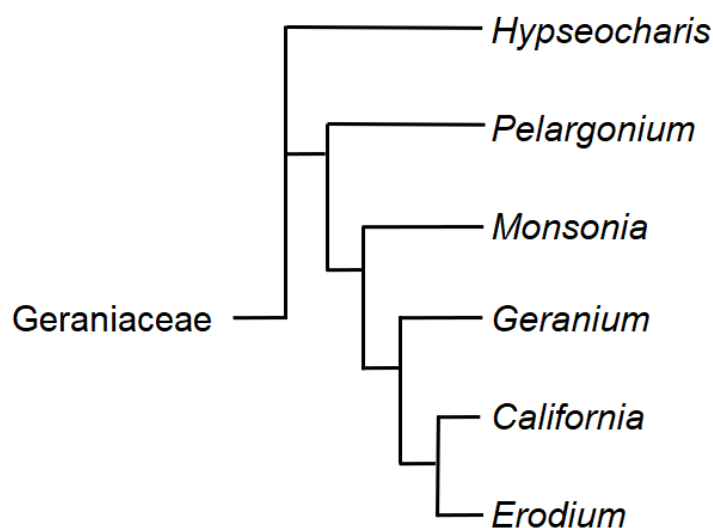 Hypseocharis
Pelargonium
Monsonia
Geraniaceae
Geranium
California
Erodium